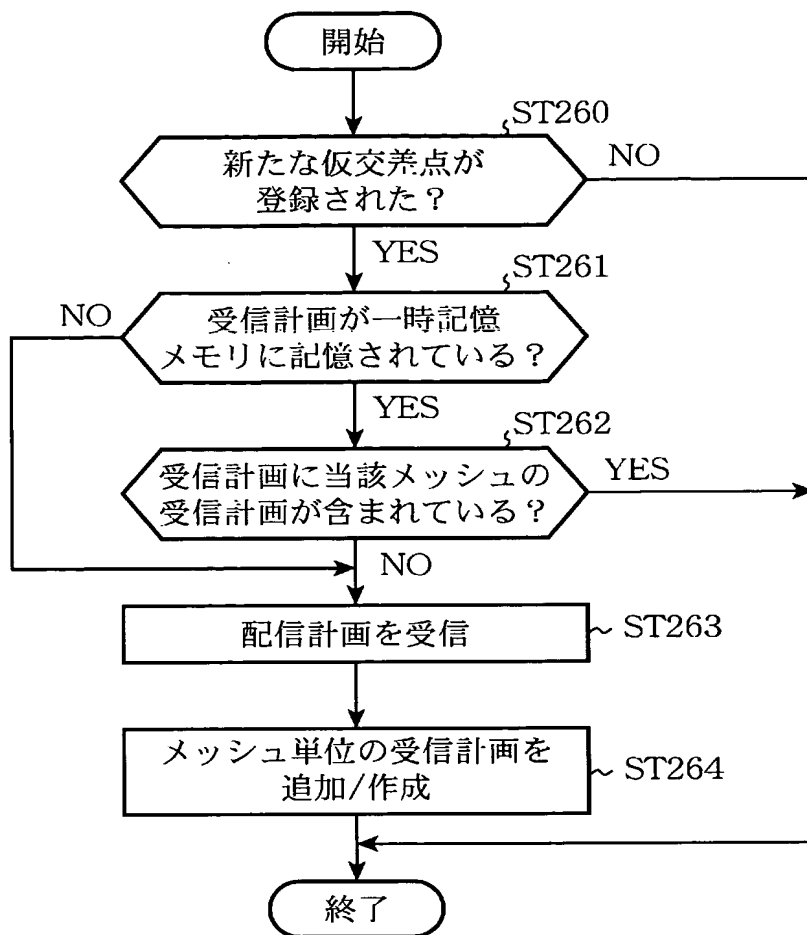 開始
ST260
新たな仮交差点が
登録された？
NO
YES
ST261
NO
受信計画が一時記憶
メモリに記憶されている？
YES
ST262
受信計画に当該メッシュの
受信計画が含まれている？
YES
NO
配信計画を受信
ST263
メッシュ単位の受信計画を
追加/作成
ST264
終了